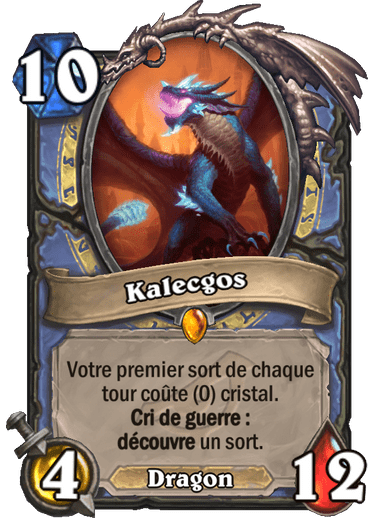 10
Kalecgos
Votre premier sort de chaque
tour coûte (0) cristal.
Cri de guerre :
découvre un sort.
4
Dragon
12